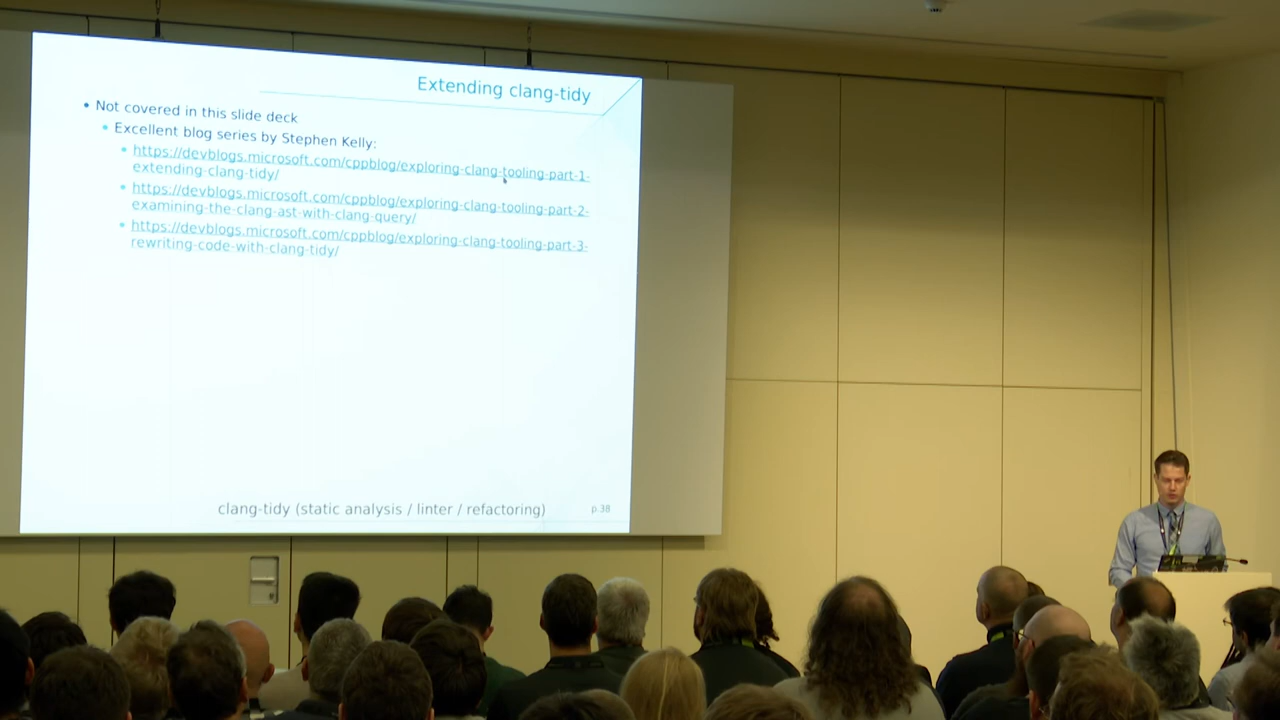 Extending clang-tidy
• Not covered in this slide deck
• Excellent blog series by Stephen Kelly:
• https://devblogs.microsoft.com/cppblog/exploring-clang-tooling-part-1-
extending-clang-tidy/
• https://devblogs.microsoft.com/cppblog/exploring-clang-tooling-part-2-
examining-the-clang-ast-with-clang-query/
• https://devblogs.microsoft.com/cppblog/exploring-clang-tooling-part-3-
rewriting-code-with-clang-tidy/
clang-tidy (static analysis / linter / refactoring)
p.38